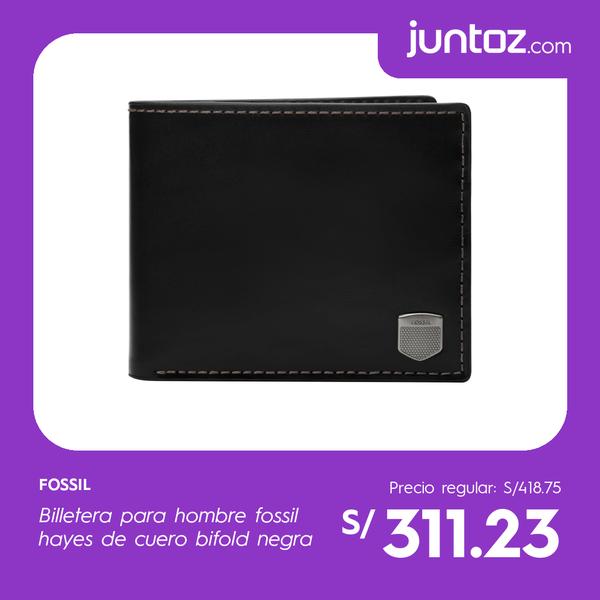 juntoz.com
FOSSIL
FOSSIL
Billetera para hombre fossil
hayes de cuero bifold negra
Precio regular: S/418.75
S/ 311.23